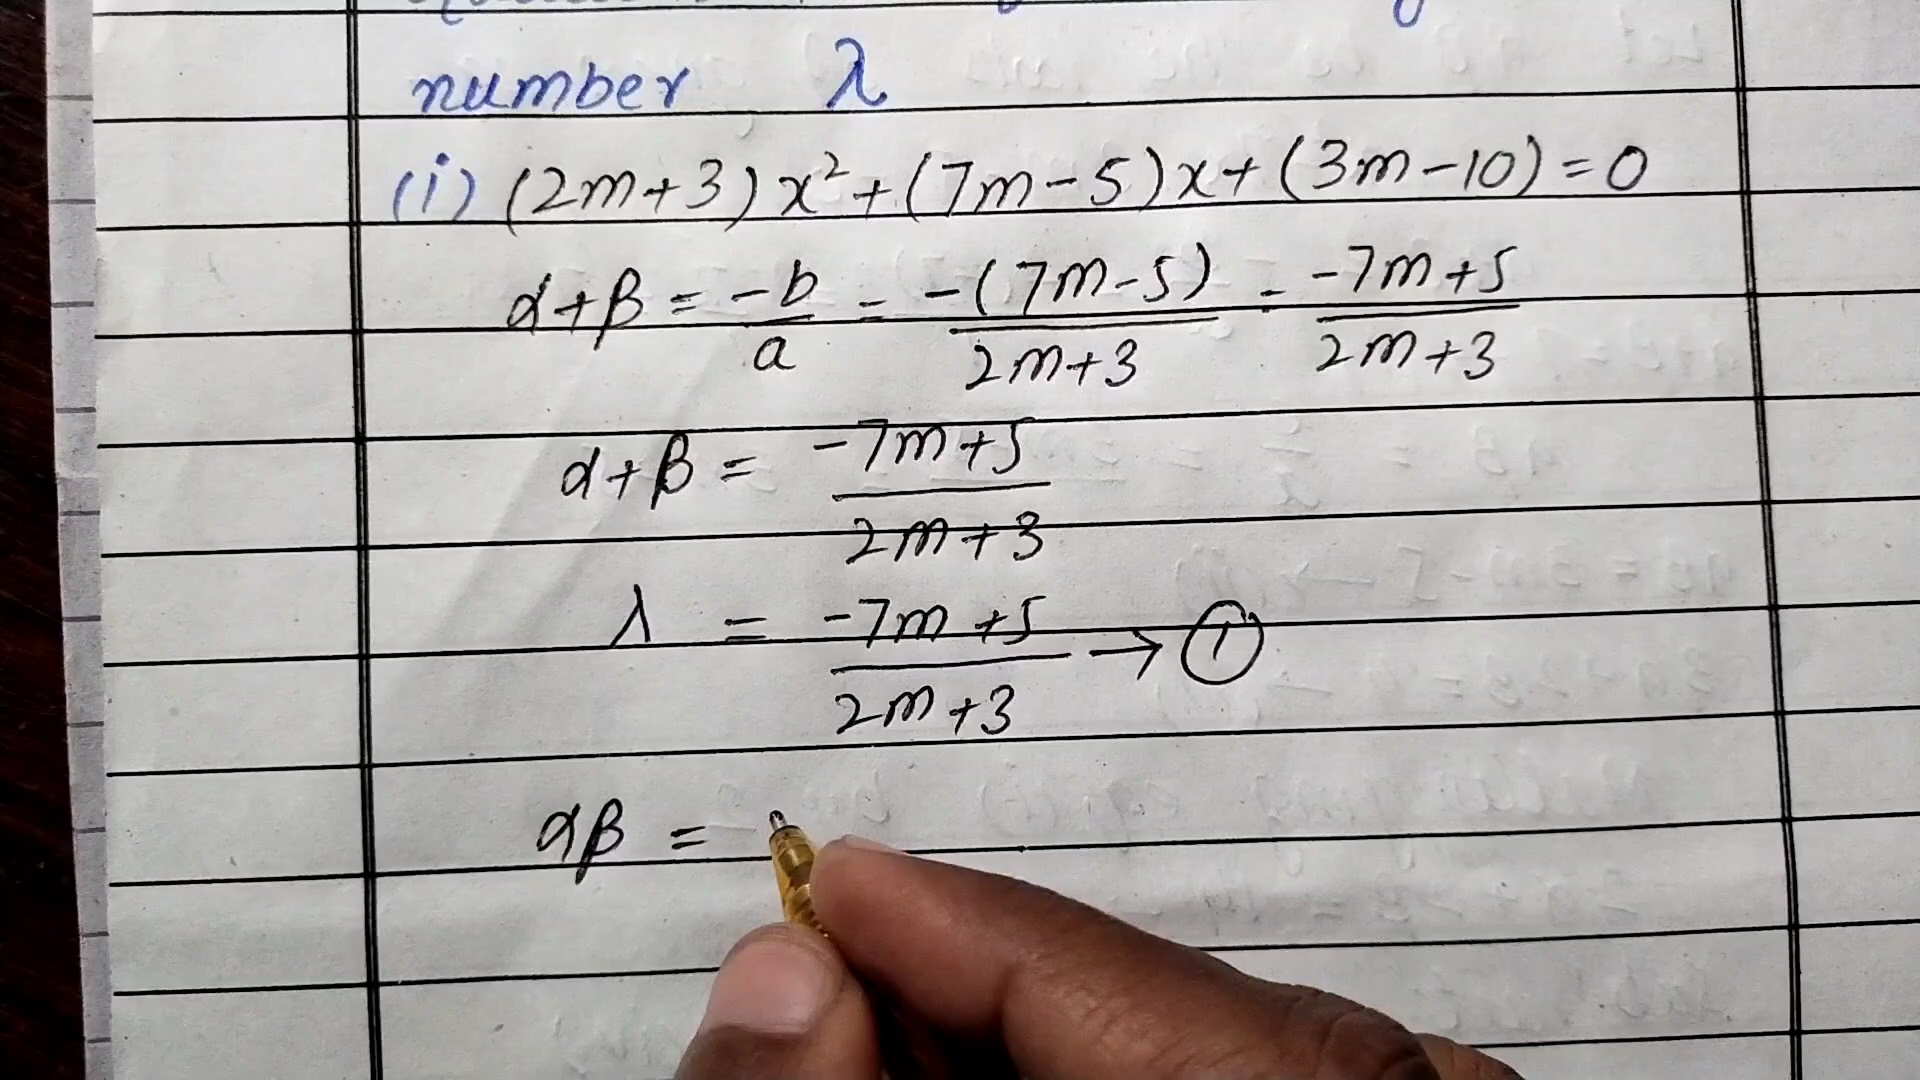 number λ
(i) (2m+3)x²+(7m-5)x+(3m-10)=0
α+β = -b/a = -(7m-5)/2m+3 = -7m+5/2m+3
α+β = -7m+5/2m+3
λ = -7m+5/2m+3 → ①
αβ =